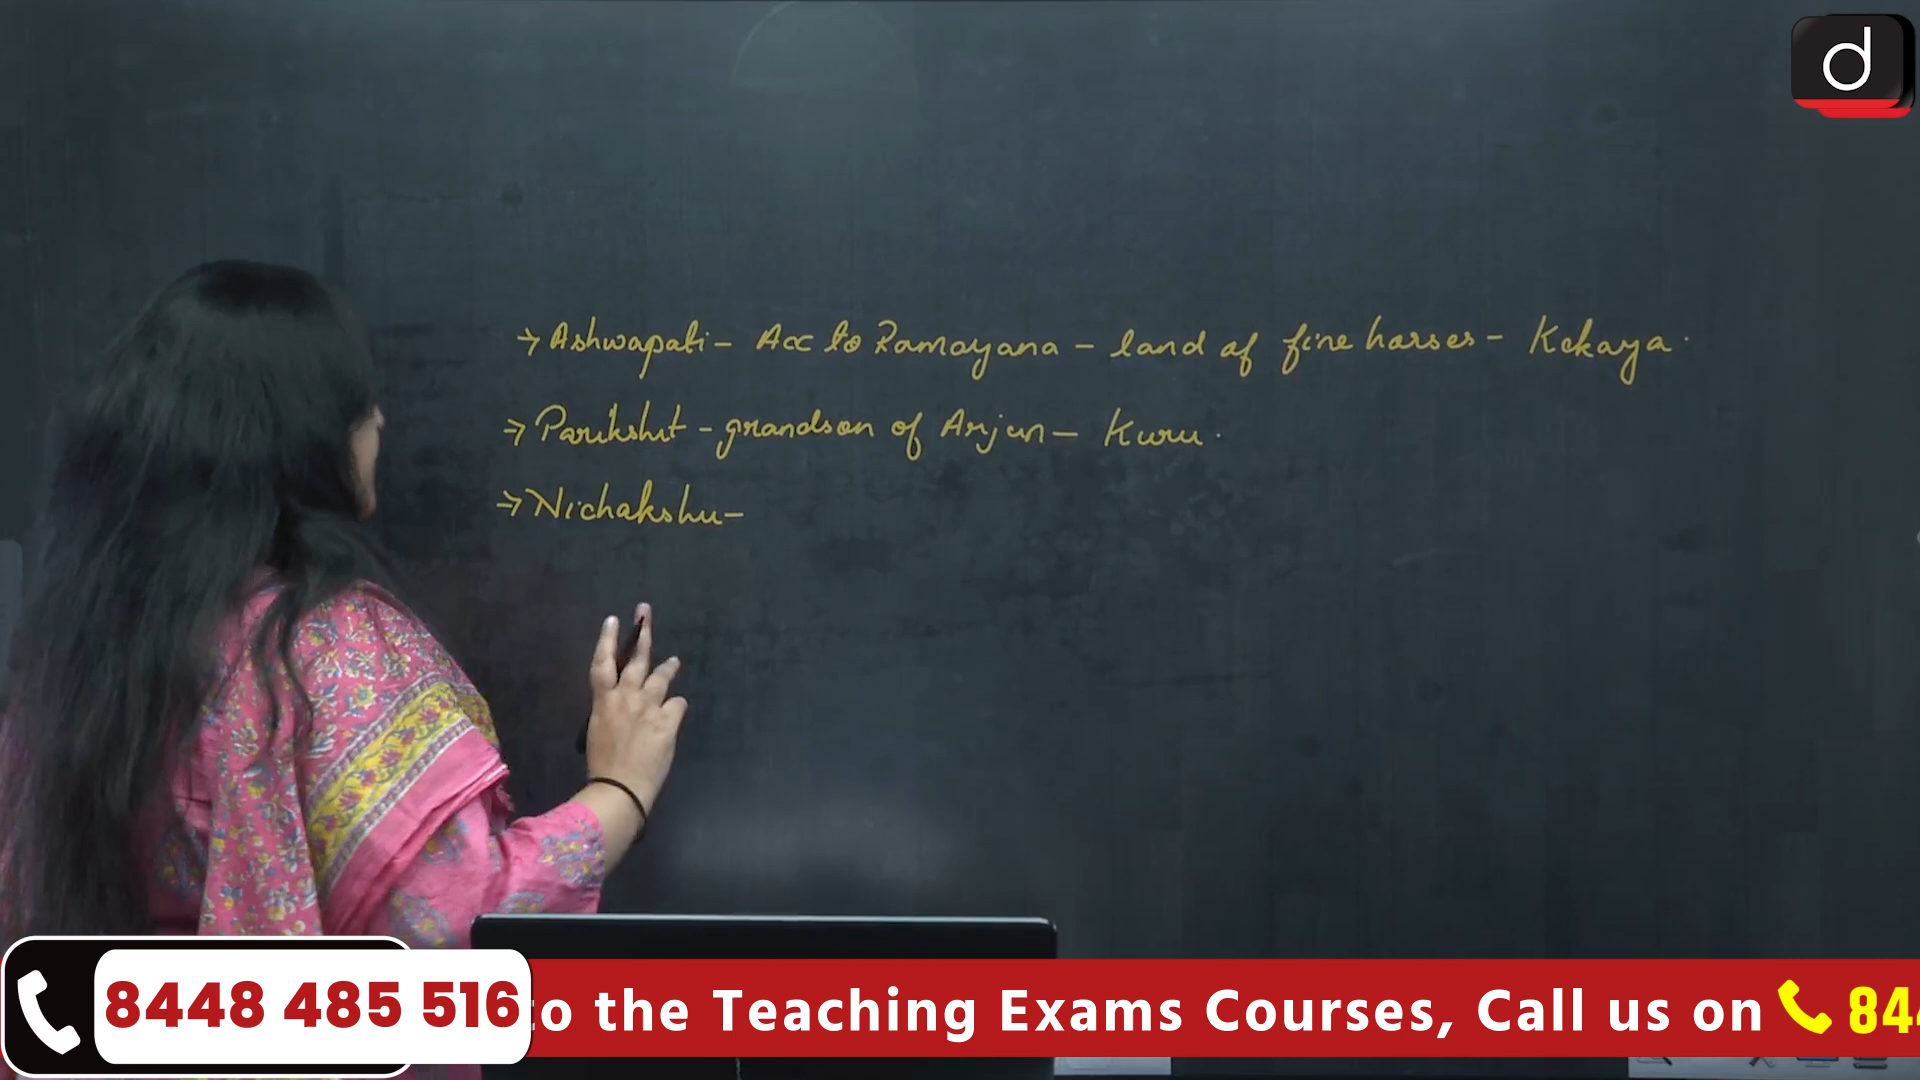 d
→ Ashwapati – Acc to Ramayana – land of fine horses – Kekaya.
→ Parikshit – grandson of Arjun – Kuru.
→ Nichakshu –
8448 485 516
to the Teaching Exams Courses, Call us on 844